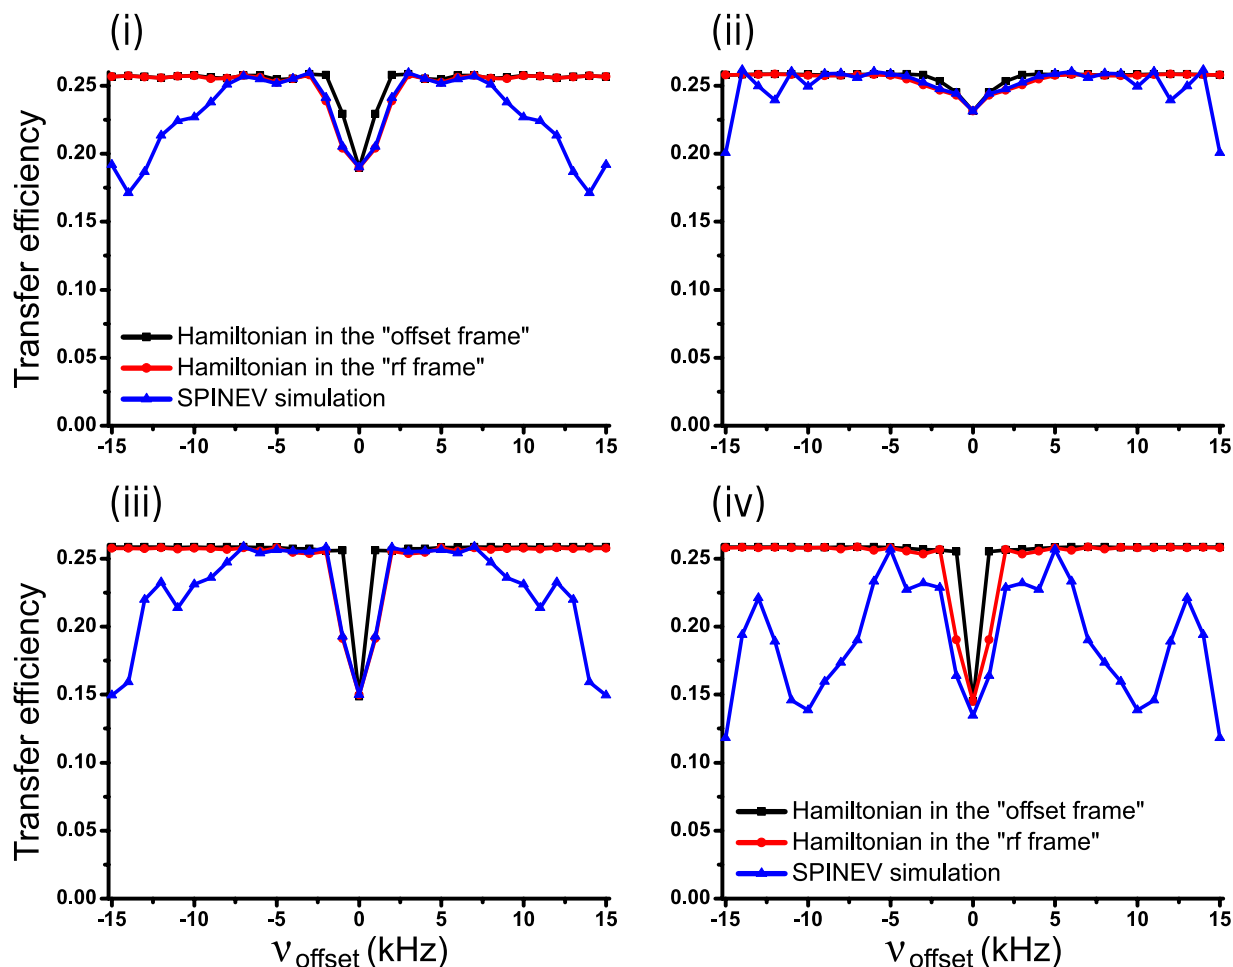 (i)
Transfer efficiency
0.25
0.20
0.15
0.10
0.05
0.00
Hamiltonian in the "offset frame"
Hamiltonian in the "rf frame"
SPINEV simulation
-15 -10 -5 0 5 10 15
(ii)
0.25
0.20
0.15
0.10
0.05
0.00
-15 -10 -5 0 5 10 15
(iii)
Transfer efficiency
0.25
0.20
0.15
0.10
0.05
0.00
-15 -10 -5 0 5 10 15
ν offset (kHz)
(iv)
0.25
0.20
0.15
0.10
0.05
0.00
Hamiltonian in the "offset frame"
Hamiltonian in the "rf frame"
SPINEV simulation
-15 -10 -5 0 5 10 15
ν offset (kHz)